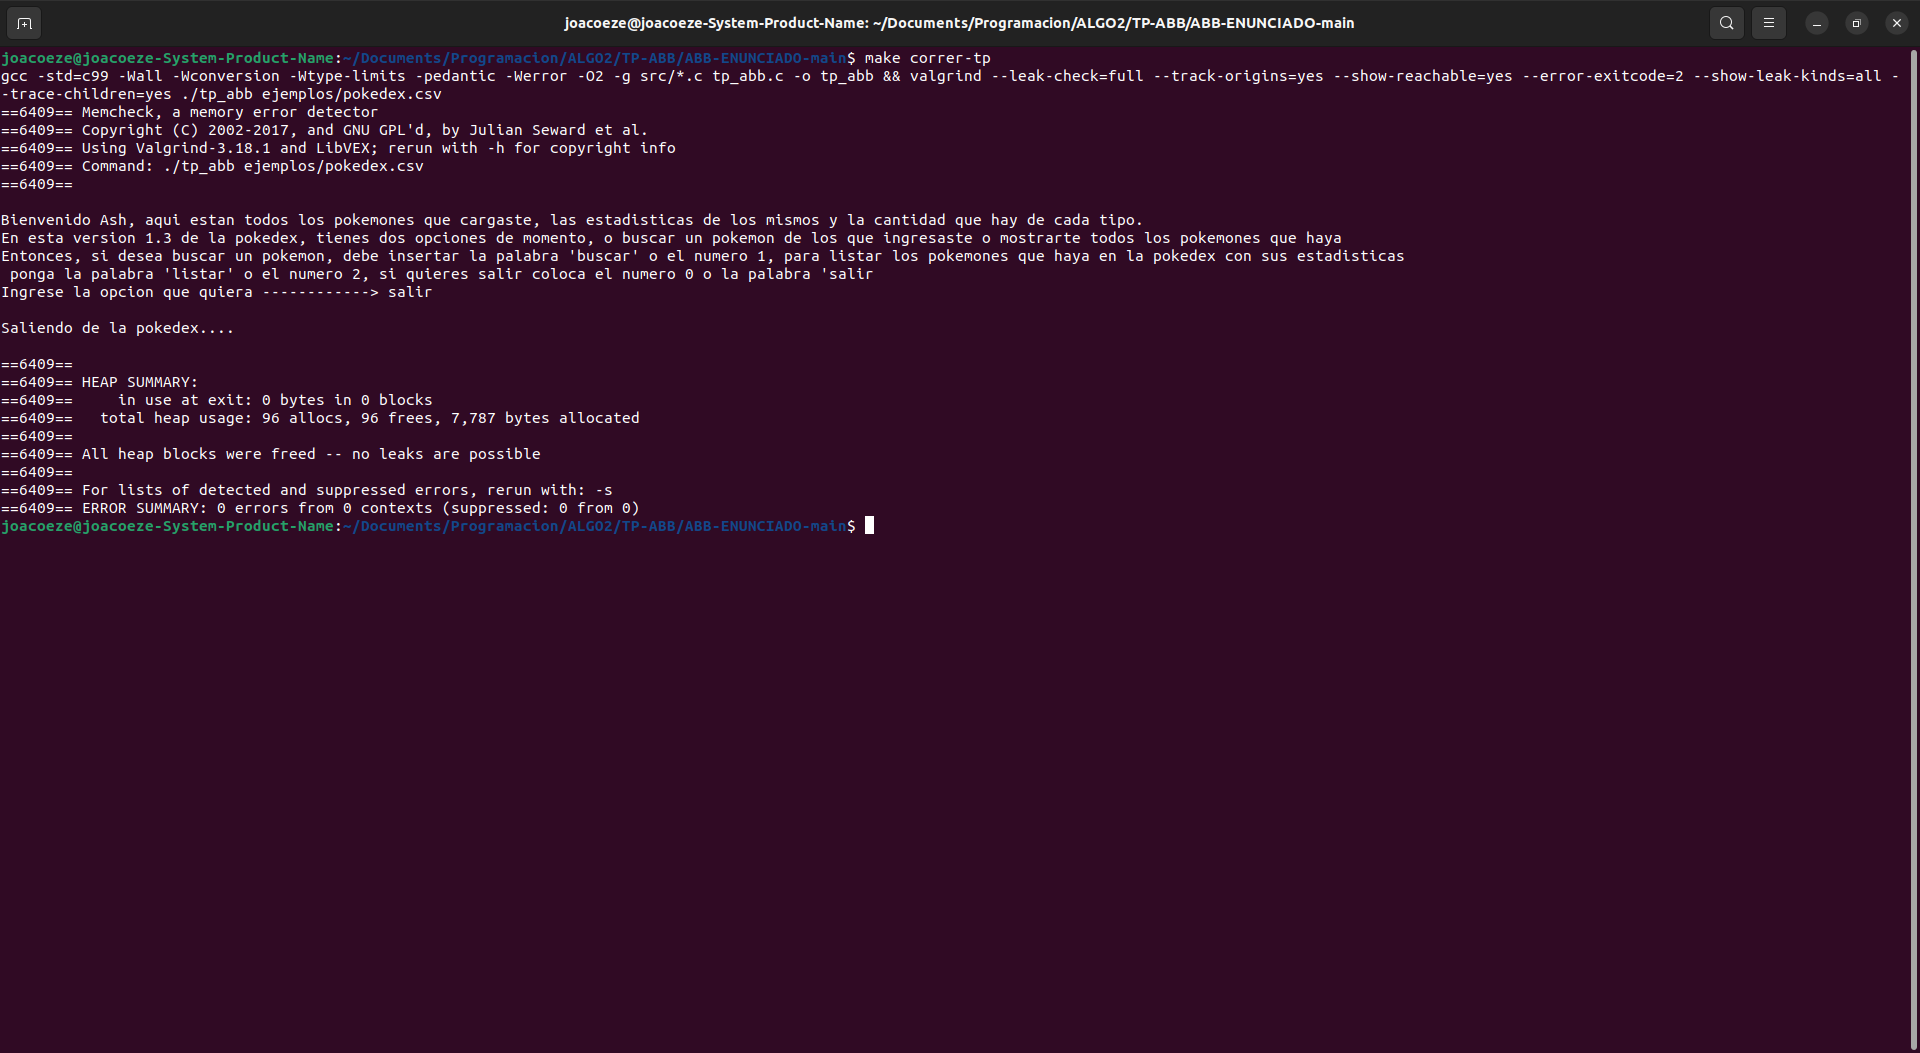 joacoeze@joacoeze-System-Product-Name: ~/Documents/Programacion/ALGO2/TP-ABB/ABB-ENUNCIADO-main
joacoeze@joacoeze-System-Product-Name:~/Documents/Programacion/ALGO2/TP-ABB/ABB-ENUNCIADO-main$ make correr-tp
gcc -std=c99 -Wall -Wconversion -Wtype-limits -pedantic -Werror -O2 -g src/*.c tp_abb.c -o tp_abb && valgrind --leak-check=full --track-origins=yes --show-reachable=yes --error-exitcode=2 --show-leak-kinds=all -
-trace-children=yes ./tp_abb ejemplos/pokedex.csv
==6409== Memcheck, a memory error detector
==6409== Copyright (C) 2002-2017, and GNU GPL'd, by Julian Seward et al.
==6409== Using Valgrind-3.18.1 and LibVEX; rerun with -h for copyright info
==6409== Command: ./tp_abb ejemplos/pokedex.csv
==6409==
Bienvenido Ash, aqui estan todos los pokemones que cargaste, las estadisticas de los mismos y la cantidad que hay de cada tipo.
En esta version 1.3 de la pokedex, tienes dos opciones de momento, o buscar un pokemon de los que ingresaste o mostrarte todos los pokemones que haya
Entonces, si desea buscar un pokemon, debe insertar la palabra 'buscar' o el numero 1, para listar los pokemones que haya en la pokedex con sus estadisticas
 ponga la palabra 'listar' o el numero 2, si quieres salir coloca el numero 0 o la palabra 'salir
Ingrese la opcion que quiera ------------> salir
Saliendo de la pokedex....
==6409==
==6409== HEAP SUMMARY:
==6409==     in use at exit: 0 bytes in 0 blocks
==6409==   total heap usage: 96 allocs, 96 frees, 7,787 bytes allocated
==6409==
==6409== All heap blocks were freed -- no leaks are possible
==6409==
==6409== For lists of detected and suppressed errors, rerun with: -s
==6409== ERROR SUMMARY: 0 errors from 0 contexts (suppressed: 0 from 0)
joacoeze@joacoeze-System-Product-Name:~/Documents/Programacion/ALGO2/TP-ABB/ABB-ENUNCIADO-main$